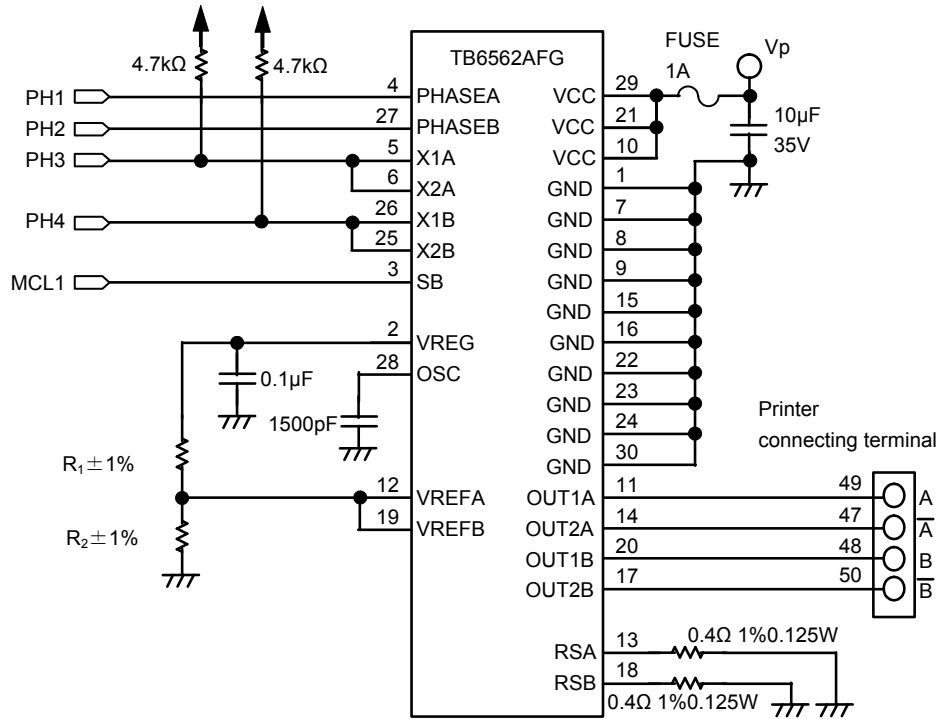 TB6562AFG
4.7kΩ
4.7kΩ
PH1
4
PHASEA
PH2
27
PHASEB
PH3
5
X1A
6
X2A
PH4
26
X1B
25
X2B
MCL1
3
SB
2
VREG
28
OSC
0.1µF
1500pF
R₁±1%
12
VREFA
19
VREFB
R₂±1%
FUSE
1A
Vp
10µF
35V
VCC
29
VCC
21
VCC
10
GND
1
GND
7
GND
8
GND
9
GND
15
GND
16
GND
22
GND
23
GND
24
GND
30
Printer
connecting terminal
OUT1A
11
49
A
OUT2A
14
47
A̅
OUT1B
20
48
B
OUT2B
17
50
B̅
RSA
13
0.4Ω 1%0.125W
RSB
18
0.4Ω 1%0.125W